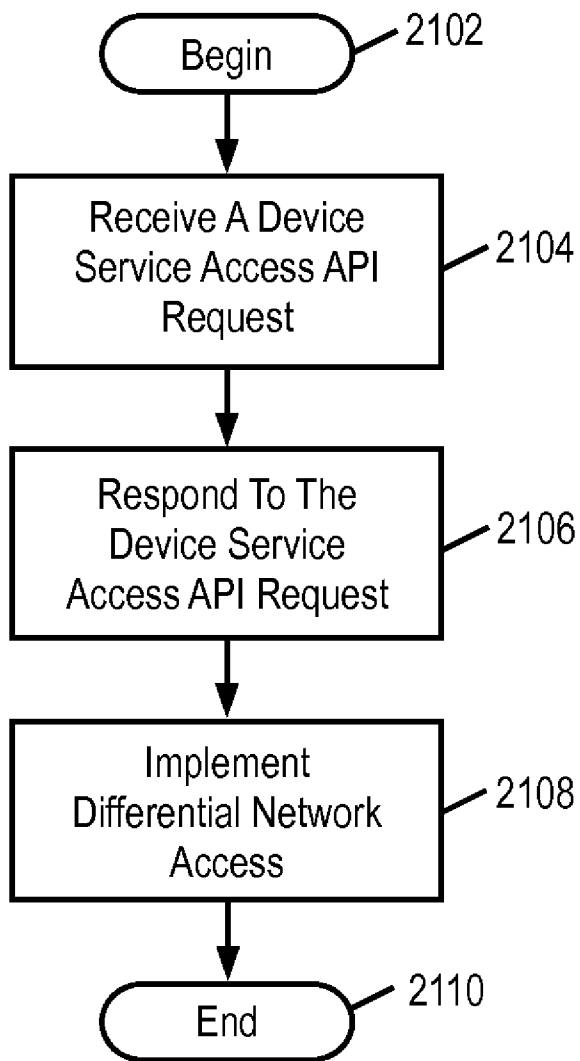 Begin
2102
Receive A Device
Service Access API
Request
2104
Respond To The
Device Service
Access API Request
2106
Implement
Differential Network
Access
2108
End
2110